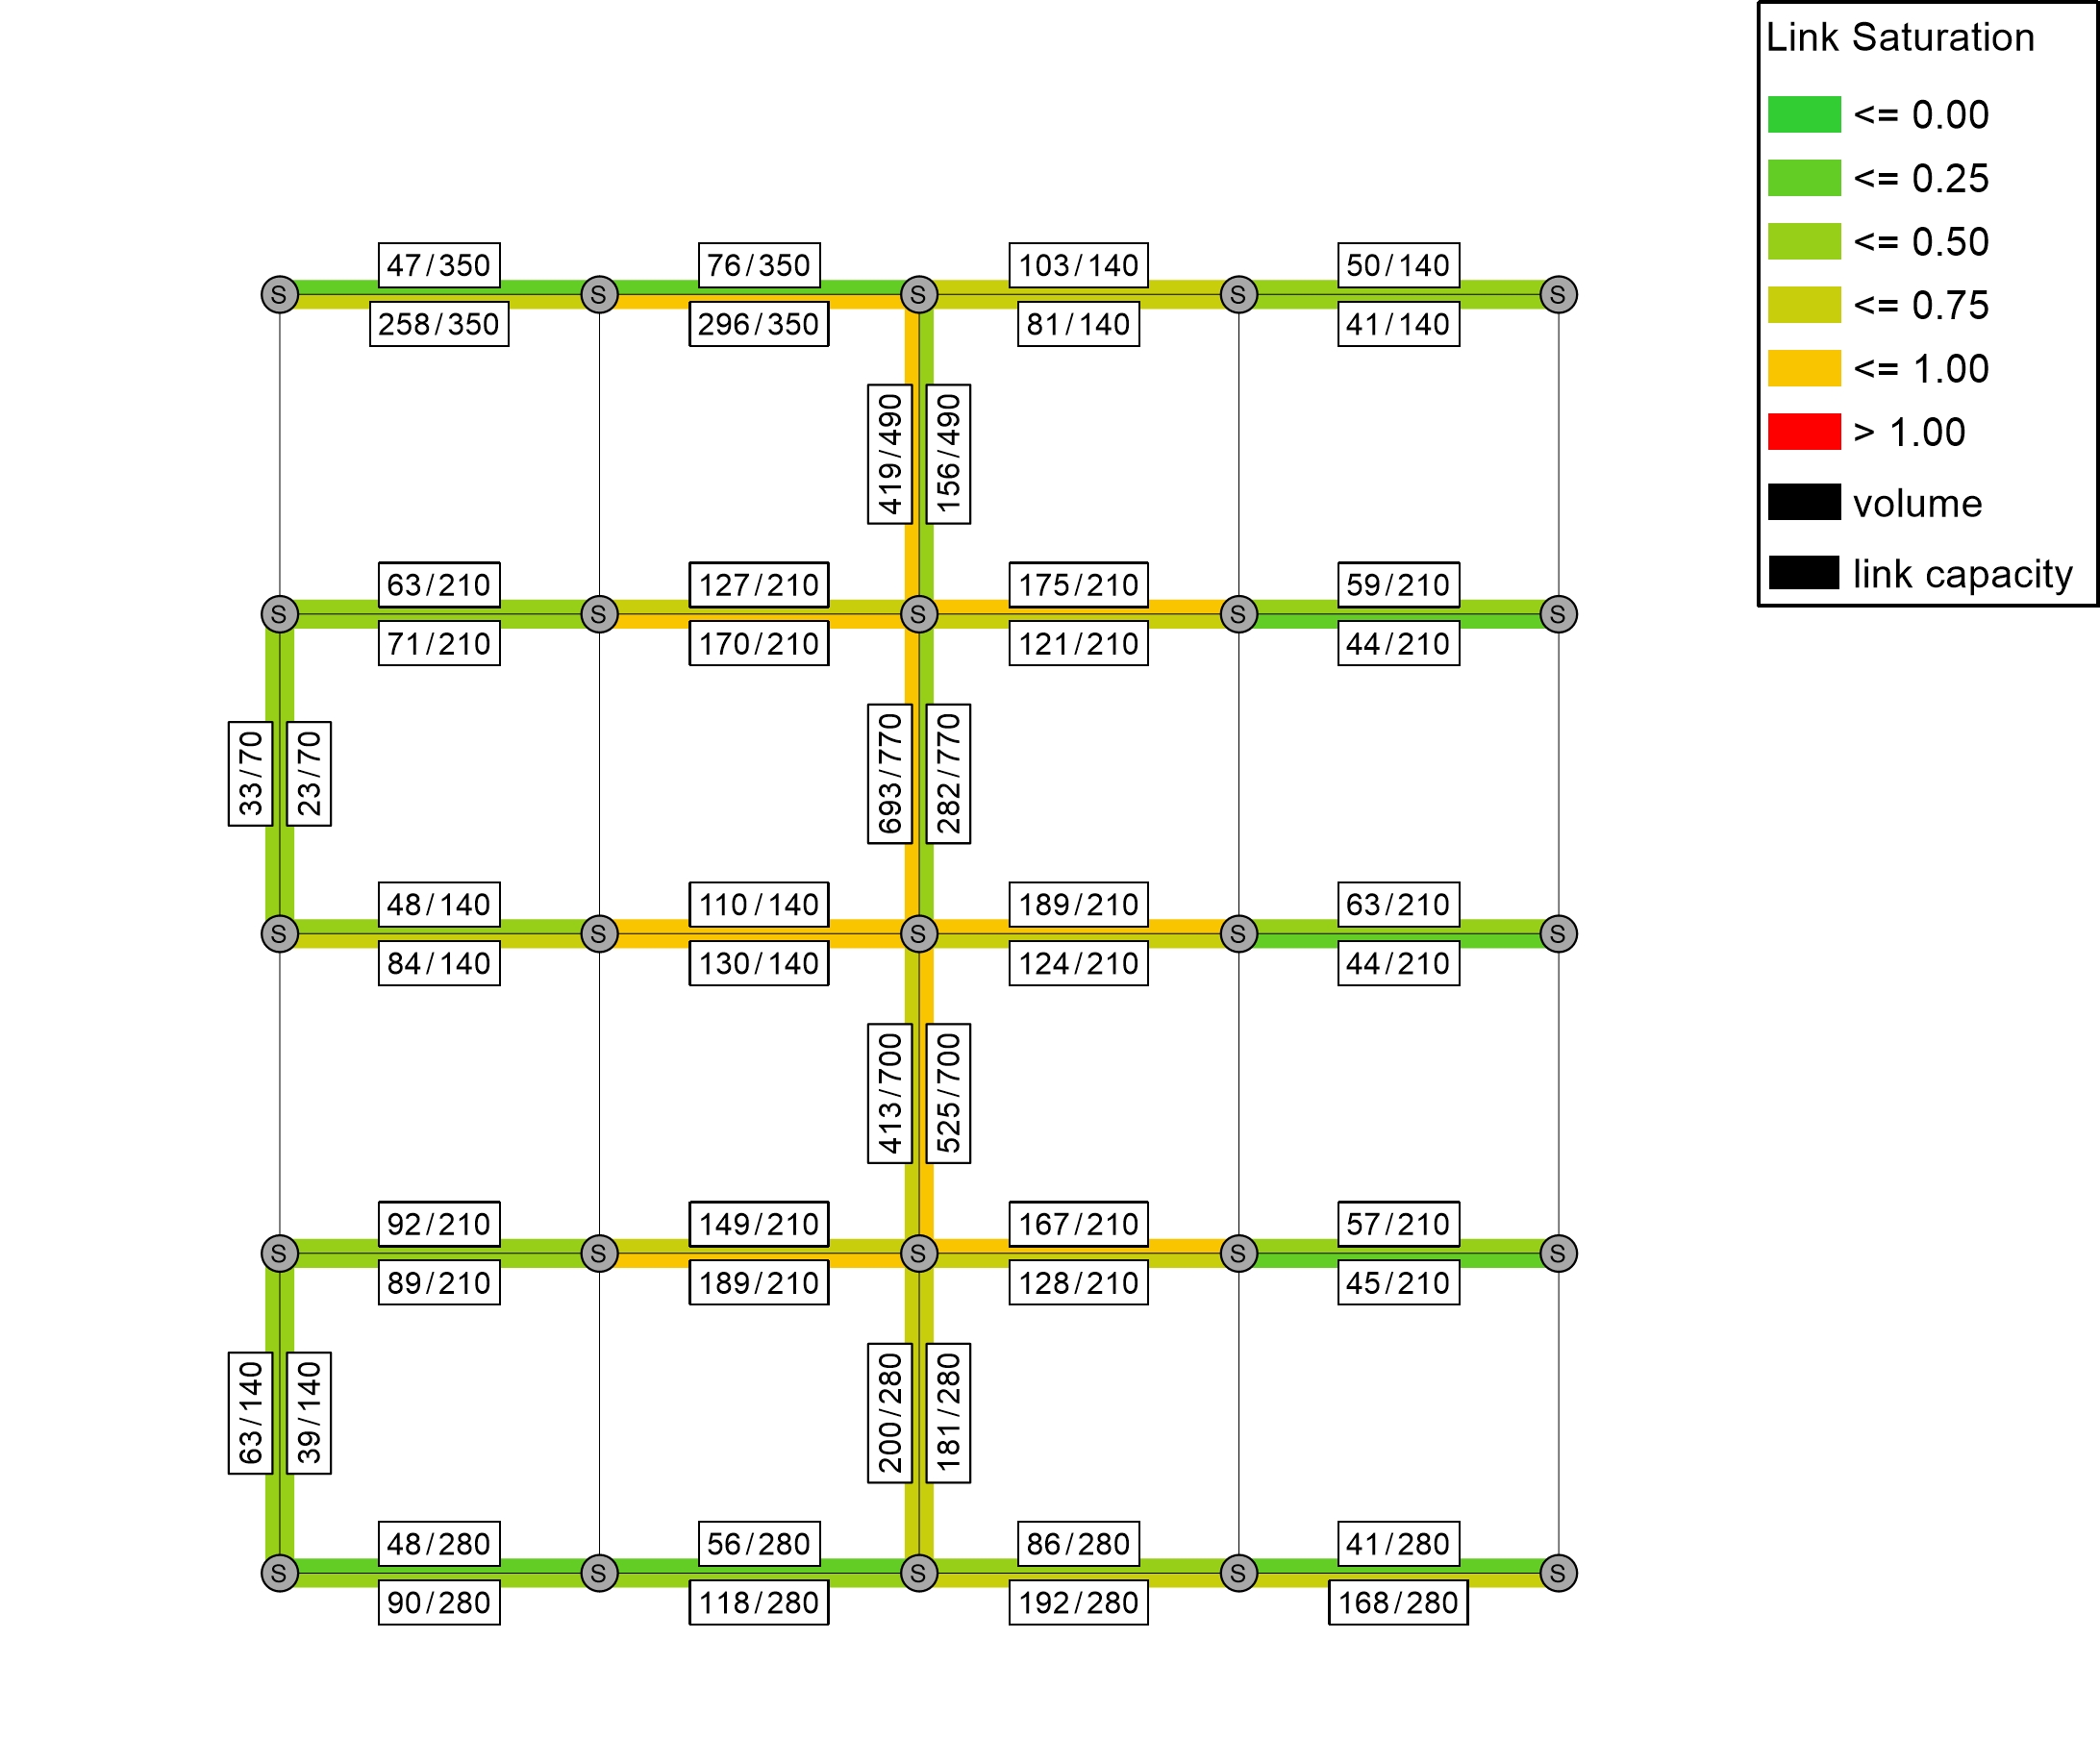 Link Saturation
<= 0.00
<= 0.25
<= 0.50
<= 0.75
<= 1.00
> 1.00
volume
link capacity
47/350
76/350
103/140
50/140
S
S
S
S
S
258/350
296/350
81/140
41/140
419/490
156/490
63/210
127/210
175/210
59/210
S
S
S
S
S
71/210
170/210
121/210
44/210
33/70
23/70
693/770
282/770
48/140
110/140
189/210
63/210
S
S
S
S
S
84/140
130/140
124/210
44/210
413/700
525/700
92/210
149/210
167/210
57/210
S
S
S
S
S
89/210
189/210
128/210
45/210
63/140
39/140
200/280
181/280
48/280
56/280
86/280
41/280
S
S
S
S
S
90/280
118/280
192/280
168/280